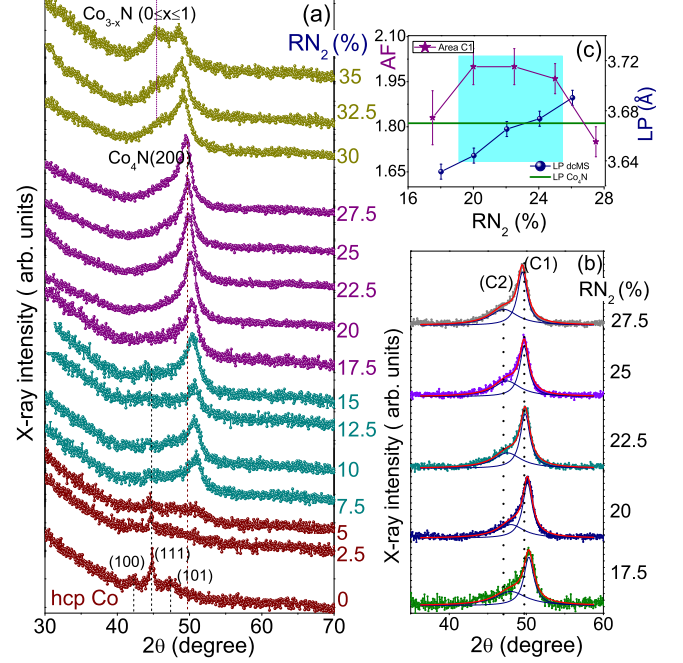 Co3-xN (0≤x≤1)
(a)
RN2 (%)
35
32.5
30
Co4N(200)
27.5
25
22.5
20
17.5
15
12.5
10
7.5
5
2.5
0
(100)
(111)
(101)
hcp Co
X-ray intensity ( arb. units)
30 40 50 60 70
2θ (degree)
Area C1
(c)
AF
2.10
1.95
1.80
1.65
3.72
3.68
3.64
LP (Å)
LP dcMS
LP Co4N
16 20 24 28
RN2 (%)
(b)
(C1)
(C2)
RN2 (%)
27.5
25
22.5
20
17.5
X-ray intensity ( arb. units)
40 50 60
2θ (degree)